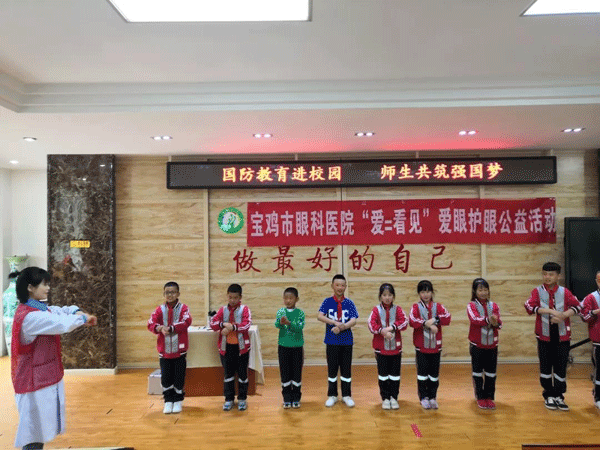 国防教育进校园 师生共筑强国梦
宝鸡市眼科医院“爱=看见”爱眼护眼公益活动
做最好的自己